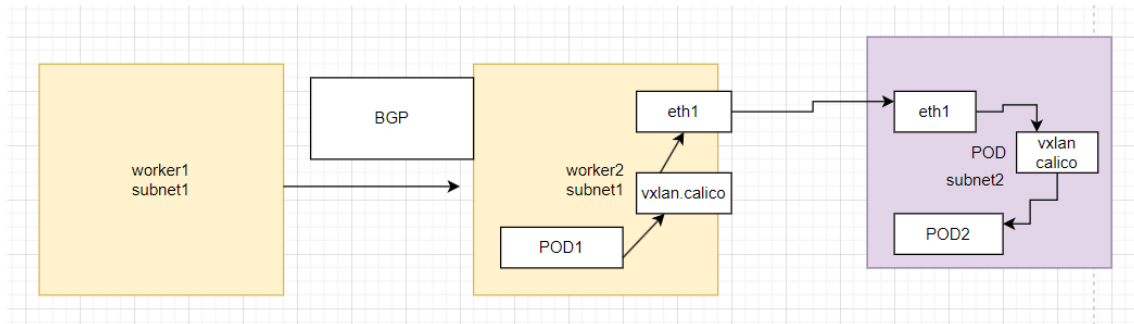 worker1
subnet1
BGP
worker2
subnet1
eth1
vxlan.calico
POD1
eth1
POD
subnet2
vxlan
calico
POD2